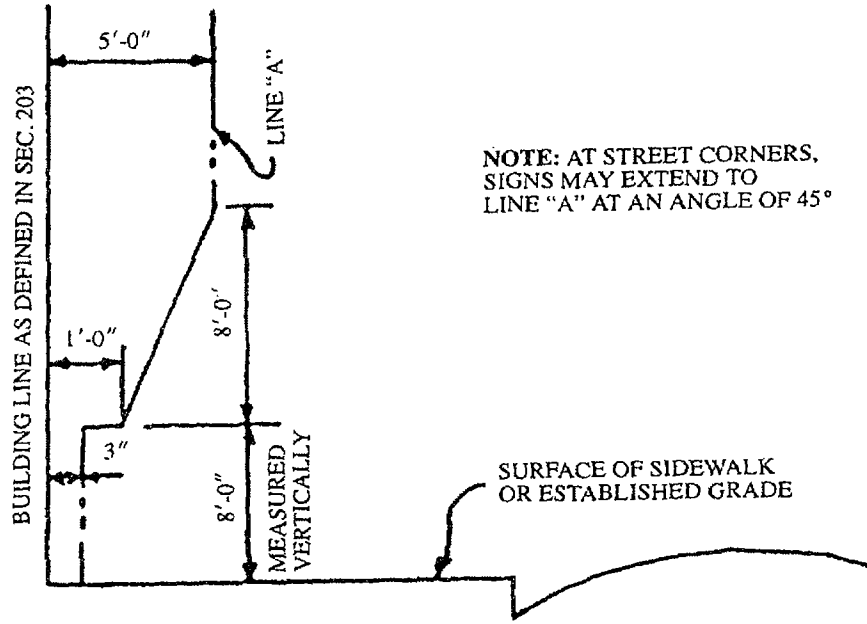 5'-0"
LINE "A"
BUILDING LINE AS DEFINED IN SEC. 203
NOTE: AT STREET CORNERS,
SIGNS MAY EXTEND TO
LINE "A" AT AN ANGLE OF 45°
8'-0"
1'-0"
3"
8'-0"
MEASURED
VERTICALLY
SURFACE OF SIDEWALK
OR ESTABLISHED GRADE